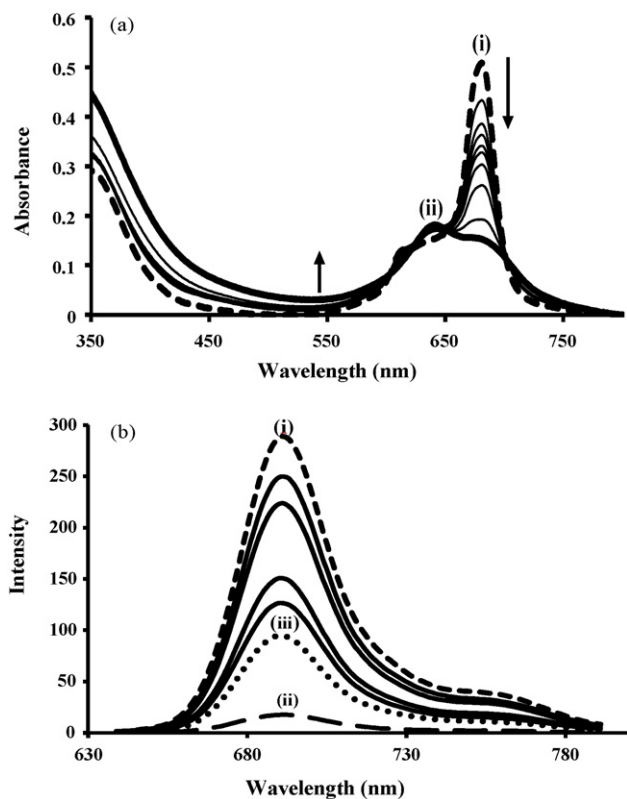 (a)
(i)
(ii)
0.6
0.5
0.4
0.3
0.2
0.1
0
Absorbance
350 450 550 650 750
Wavelength (nm)
(b)
(i)
(iii)
(ii)
300
250
200
150
100
50
0
Intensity
630 680 730 780
Wavelength (nm)